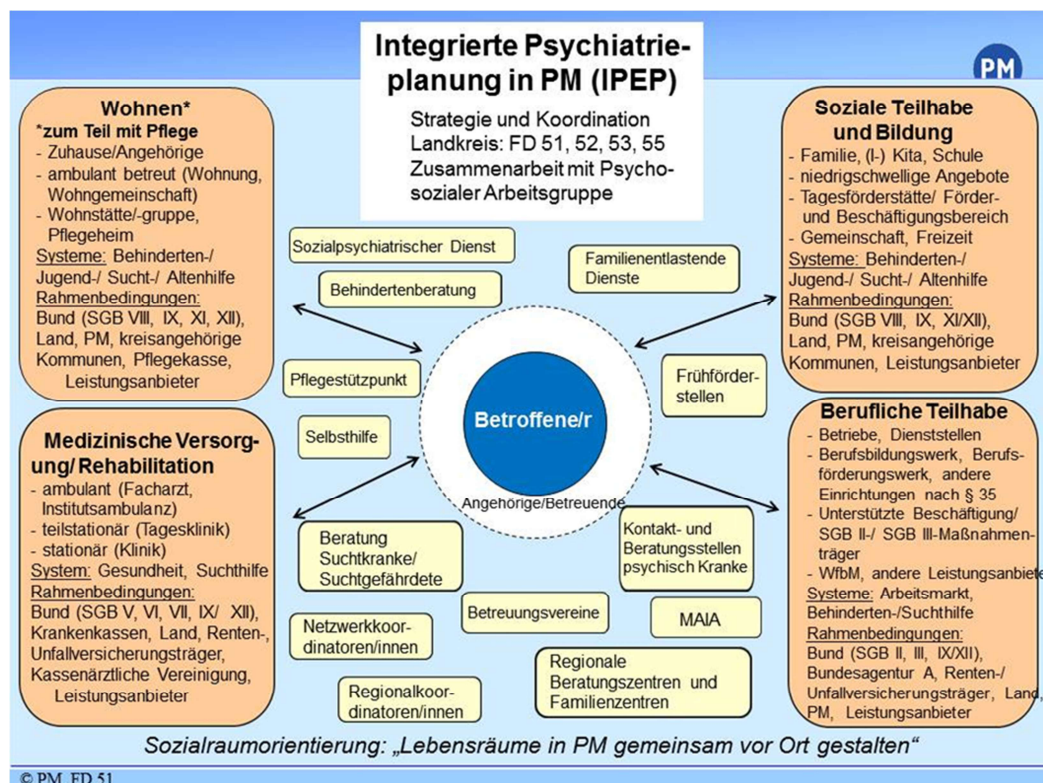 Integrierte Psychiatrie-
planung in PM (IPEP)
Strategie und Koordination
Landkreis: FD 51, 52, 53, 55
Zusammenarbeit mit Psycho-
sozialer Arbeitsgruppe
PM
Wohnen*
*zum Teil mit Pflege
- Zuhause/Angehörige
- ambulant betreut (Wohnung,
Wohngemeinschaft)
- Wohnstätte/-gruppe,
Pflegeheim
Systeme: Behinderten-/
Jugend-/ Sucht-/ Altenhilfe
Rahmenbedingungen:
Bund (SGB VIII, IX, XI, XII),
Land, PM, kreisangehörige
Kommunen, Pflegekasse,
Leistungsanbieter
Soziale Teilhabe
und Bildung
- Familie, (I-) Kita, Schule
- niedrigschwellige Angebote
- Tagesförderstätte/ Förder-
und Beschäftigungsbereich
- Gemeinschaft, Freizeit
Systeme: Behinderten-/
Jugend-/ Sucht-/ Altenhilfe
Rahmenbedingungen:
Bund (SGB VIII, IX, XI/XII),
Land, PM, kreisangehörige
Kommunen, Leistungsanbieter
Sozialpsychiatrischer Dienst
Behindertenberatung
Familienentlastende
Dienste
Pflegestützpunkt
Selbsthilfe
Frühförder-
stellen
Betroffene/r
Angehörige/Betreuende
Medizinische Versorg-
ung/ Rehabilitation
- ambulant (Facharzt,
Institutsambulanz)
- teilstationär (Tagesklinik)
- stationär (Klinik)
System: Gesundheit, Suchthilfe
Rahmenbedingungen:
Bund (SGB V, VI, VII, IX/ XII),
Krankenkassen, Land, Renten-,
Unfallversicherungsträger,
Kassenärztliche Vereinigung,
Leistungsanbieter
Berufliche Teilhabe
- Betriebe, Dienststellen
- Berufsbildungswerk, Berufs-
förderungswerk, andere
Einrichtungen nach § 35
- Unterstützte Beschäftigung/
SGB II-/ SGB III-Maßnahmen-
träger
- WfbM, andere Leistungsanbiete
Systeme: Arbeitsmarkt,
Behinderten-/Suchthilfe
Rahmenbedingungen:
Bund (SGB II, III, IX/XII),
Bundesagentur A, Renten-/
Unfallversicherungsträger, Land,
PM, Leistungsanbieter
Beratung
Suchtkranke/
Suchtgefährdete
Kontakt- und
Beratungsstellen
psychisch Kranke
Betreuungsvereine
MAIA
Netzwerkkoor-
dinatoren/innen
Regionalkoor-
dinatoren/innen
Regionale
Beratungszentren und
Familienzentren
Sozialraumorientierung: „Lebensräume in PM gemeinsam vor Ort gestalten“
© PM, FD 51